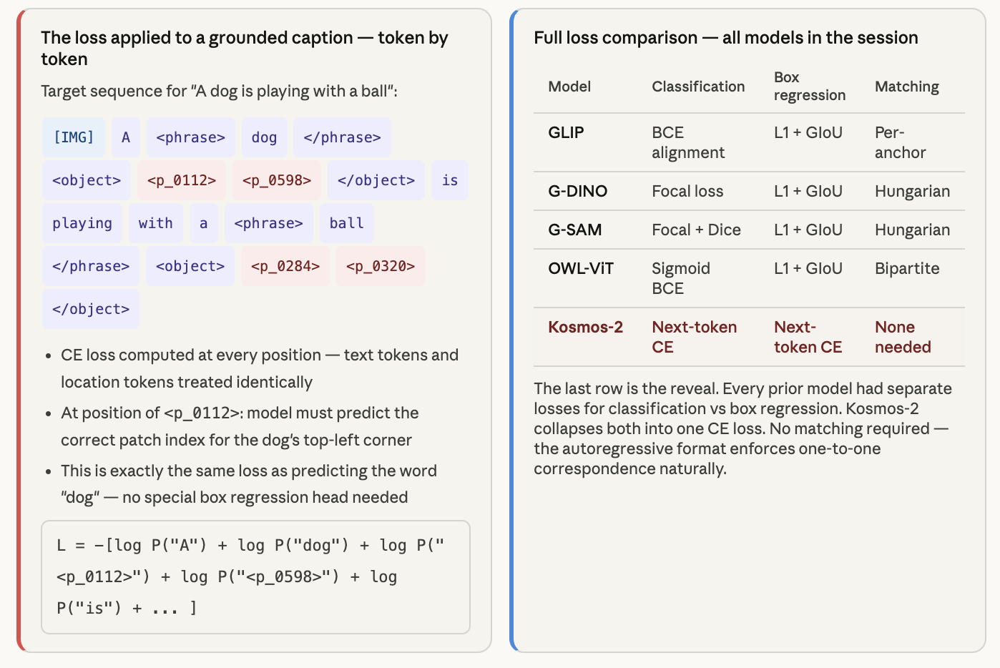 The loss applied to a grounded caption — token by
token
Target sequence for "A dog is playing with a ball":
[IMG] A <phrase> dog </phrase>
<object> <p_0112> <p_0598> </object> is
playing with a <phrase> ball
</phrase> <object> <p_0284> <p_0320>
</object>
• CE loss computed at every position — text tokens and
location tokens treated identically
• At position of <p_0112>: model must predict the
correct patch index for the dog's top-left corner
• This is exactly the same loss as predicting the word
"dog" — no special box regression head needed
L = −[log P("A") + log P("dog") + log P("
<p_0112>") + log P("<p_0598>") + log
P("is") + ... ]
Full loss comparison — all models in the session
Model Classification Box regression Matching
GLIP BCE alignment L1 + GIoU Per-anchor
G-DINO Focal loss L1 + GIoU Hungarian
G-SAM Focal + Dice L1 + GIoU Hungarian
OWL-ViT Sigmoid BCE L1 + GIoU Bipartite
Kosmos-2 Next-token CE Next-token CE None needed
The last row is the reveal. Every prior model had separate
losses for classification vs box regression. Kosmos-2
collapses both into one CE loss. No matching required —
the autoregressive format enforces one-to-one
correspondence naturally.